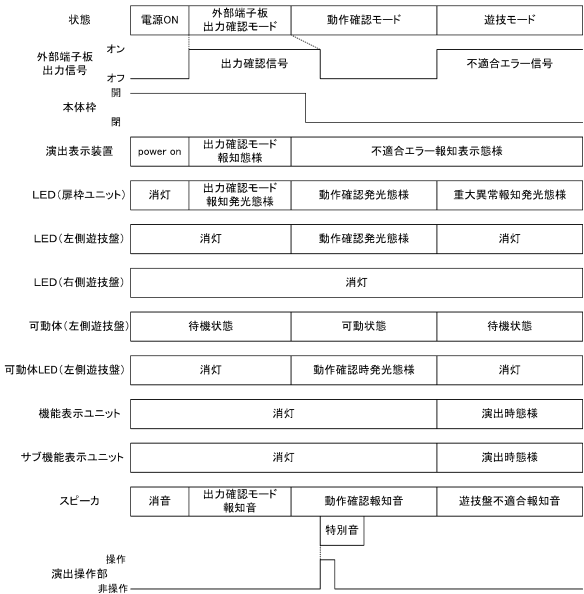 状態
電源ON
外部端子板
出力確認モード
動作確認モード
遊技モード
外部端子板
出力信号
オン
オフ
出力確認信号
不適合エラー信号
本体枠
開
閉
演出表示装置
power on
出力確認モード
報知態様
不適合エラー報知表示態様
LED(扉枠ユニット)
消灯
出力確認モード
報知発光態様
動作確認発光態様
重大異常報知発光態様
LED(左側遊技盤)
消灯
動作確認発光態様
消灯
LED(右側遊技盤)
消灯
可動体(左側遊技盤)
待機状態
可動状態
待機状態
可動体LED(左側遊技盤)
消灯
動作確認時発光態様
消灯
機能表示ユニット
消灯
演出時態様
サブ機能表示ユニット
消灯
演出時態様
スピーカ
消音
出力確認モード
報知音
動作確認報知音
遊技盤不適合報知音
特別音
演出操作部
操作
非操作